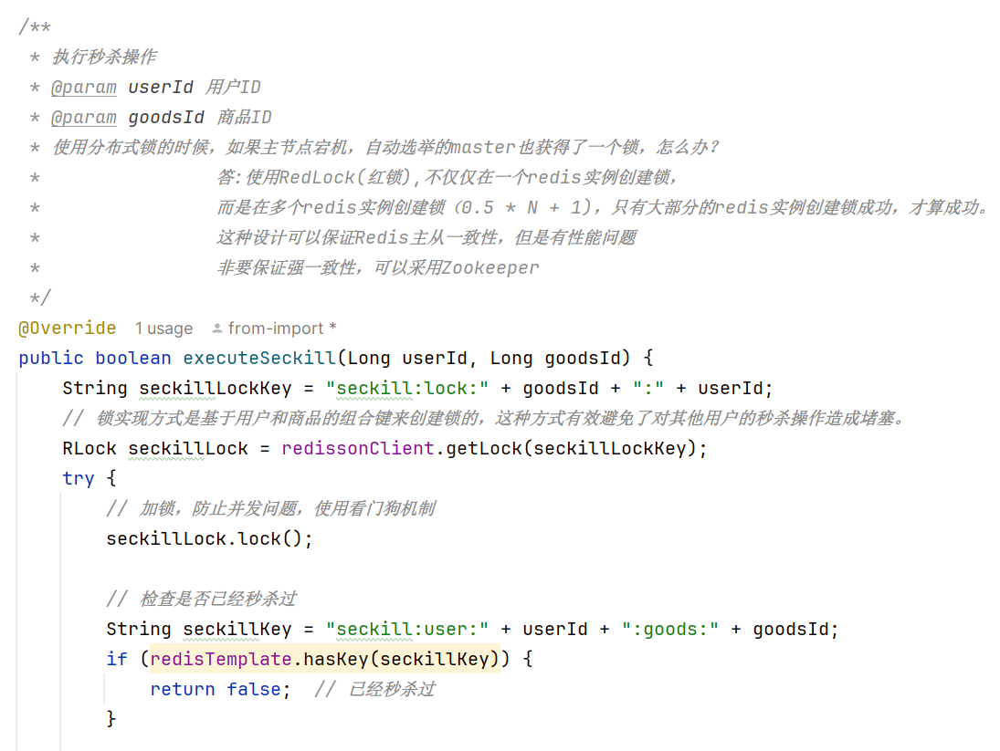 /**
 * 执行秒杀操作
 * @param userId 用户ID
 * @param goodsId 商品ID
 * 使用分布式锁的时候，如果主节点宕机，自动选举的master也获得了一个锁，怎么办？
 *                答:使用RedLock(红锁),不仅仅在一个redis实例创建锁，
 *                而是在多个redis实例创建锁（0.5 * N + 1)，只有大部分的redis实例创建锁成功，才算成功。
 *                这种设计可以保证Redis主从一致性，但是有性能问题
 *                非要保证强一致性，可以采用Zookeeper
 */
@Override 1 usage from-import *
public boolean executeSeckill(Long userId, Long goodsId) {
    String seckillLockKey = "seckill:lock:" + goodsId + ":" + userId;
    // 锁实现方式是基于用户和商品的组合键来创建锁的，这种方式有效避免了对其他用户的秒杀操作造成堵塞。
    RLock seckillLock = redissonClient.getLock(seckillLockKey);
    try {
        // 加锁，防止并发问题，使用看门狗机制
        seckillLock.lock();
        // 检查是否已经秒杀过
        String seckillKey = "seckill:user:" + userId + ":goods:" + goodsId;
        if (redisTemplate.hasKey(seckillKey)) {
            return false;  // 已经秒杀过
        }